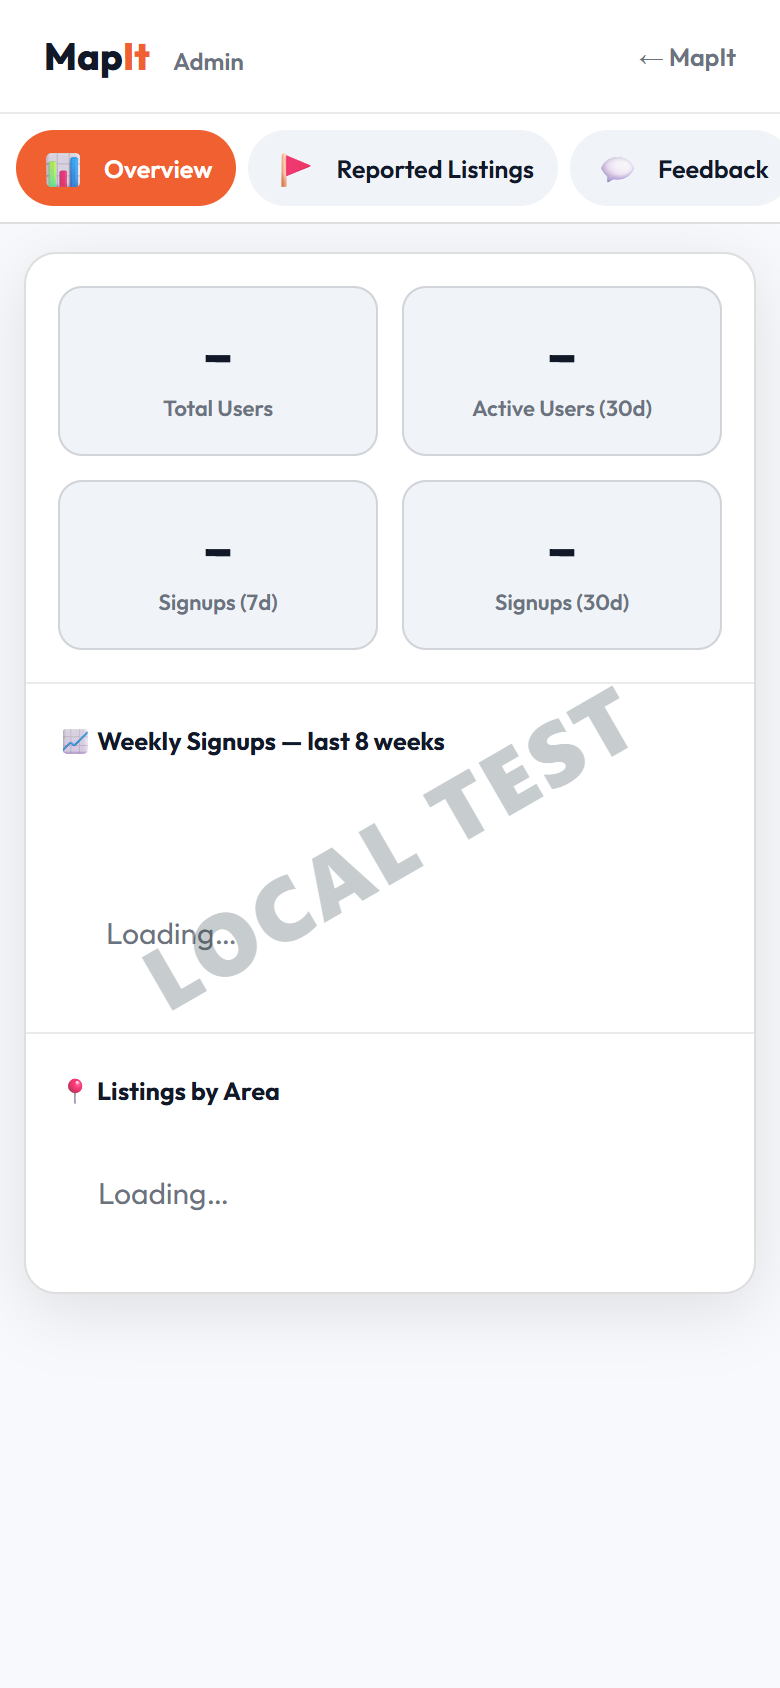 MapIt Admin ← MapIt
Overview Reported Listings Feedback
–
Total Users
–
Active Users (30d)
–
Signups (7d)
–
Signups (30d)
Weekly Signups — last 8 weeks
LOCAL TEST
Loading...
Listings by Area
Loading...